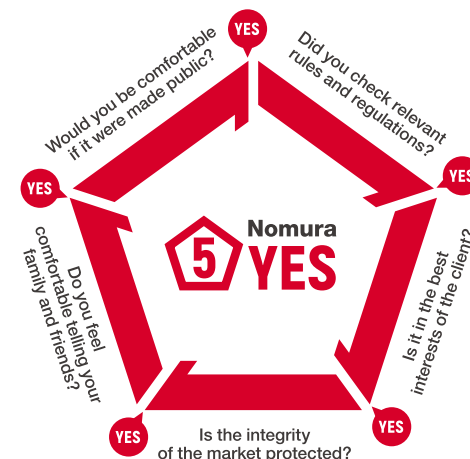 YES
Did you check relevant
rules and regulations?
YES
Is it in the best
interests of the client?
YES
Is the integrity
of the market protected?
YES
Do you feel
comfortable telling your
family and friends?
YES
Would you be comfortable
if it were made public?
5
Nomura
YES